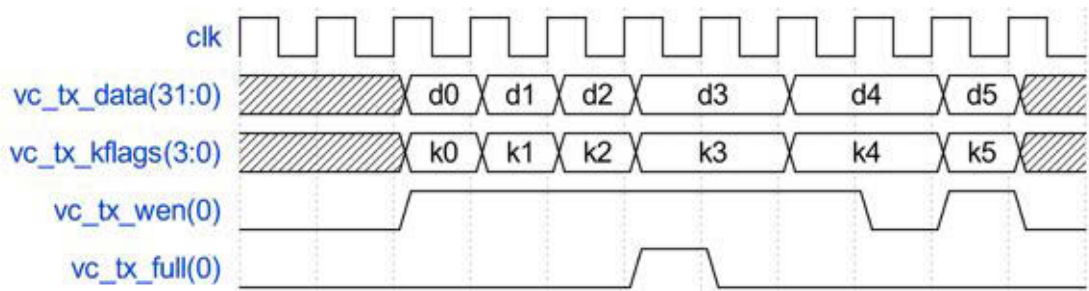 clk
vc_tx_data(31:0) d0 d1 d2 d3 d4 d5
vc_tx_kflags(3:0) k0 k1 k2 k3 k4 k5
vc_tx_wen(0)
vc_tx_full(0)